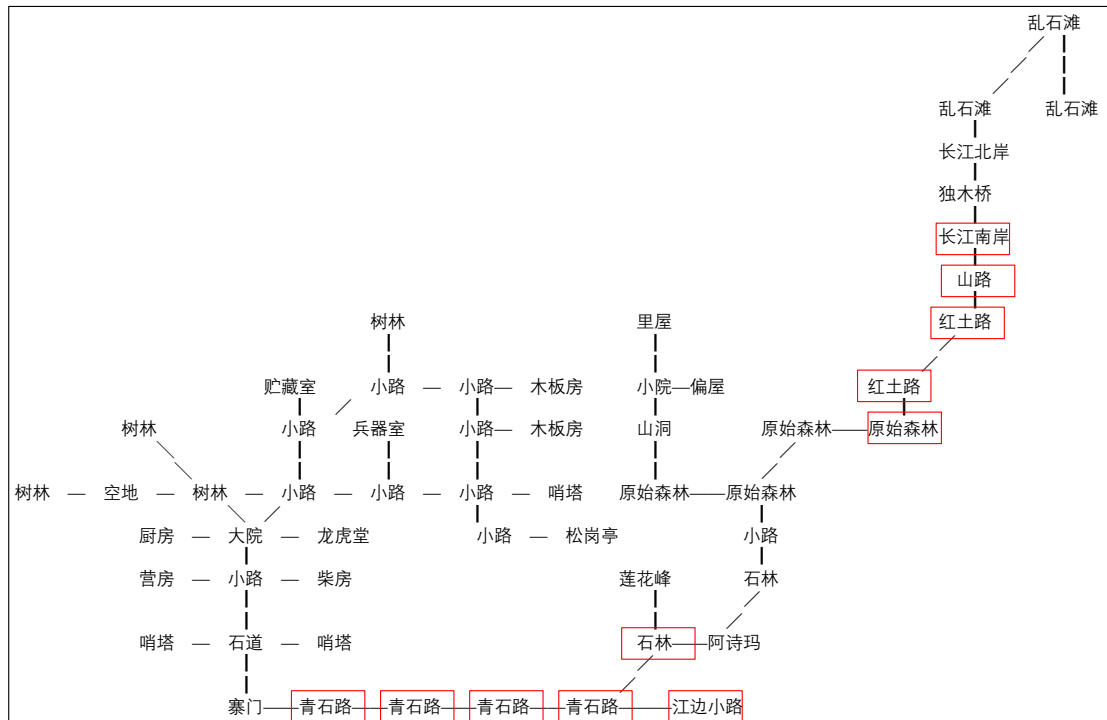 乱石滩
乱石滩 乱石滩
长江北岸
独木桥
长江南岸
山路
树林 里屋 红土路
贮藏室 小路 小路 木板房 小院 偏屋 红土路
树林 小路 兵器室 小路 木板房 山洞 原始森林 原始森林
树林 空地 树林 小路 小路 小路 哨塔 原始森林 原始森林
厨房 大院 龙虎堂 小路 松岗亭 小路
营房 小路 柴房 莲花峰 石林
哨塔 石道 哨塔 石林 阿诗玛
寨门 青石路 青石路 青石路 青石路 江边小路